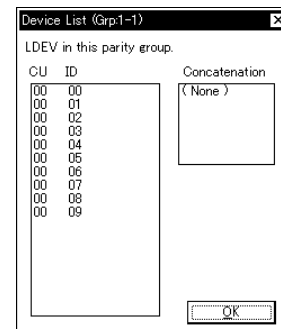 Device List (Grp:1-1)
LDEV in this parity group.
CU ID Concatenation
00 00 ( None )
00 01
00 02
00 03
00 04
00 05
00 06
00 07
00 08
00 09
OK